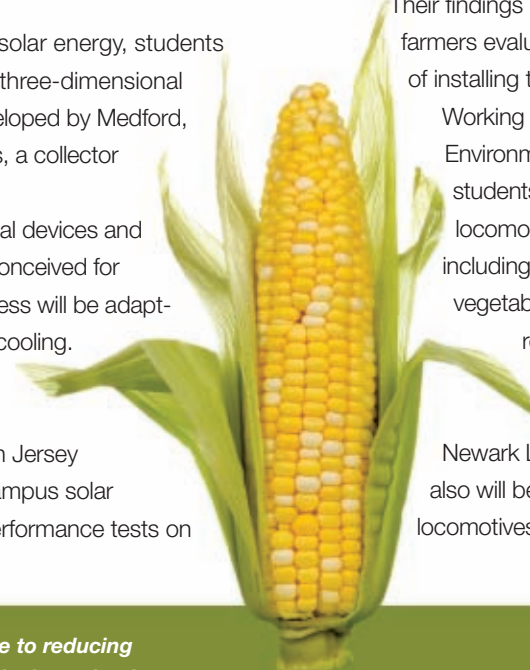 solar energy, students
three-dimensional
eloped by Medford,
s, a collector
al devices and
onceived for
ess will be adapt-
cooling.
n Jersey
ampus solar
erformance tests on
e to reducing
Their findings
farmers evalu
of installing t
Working
Environm
students
locomo
including
vegetab
r
Newark L
also will be
locomotives